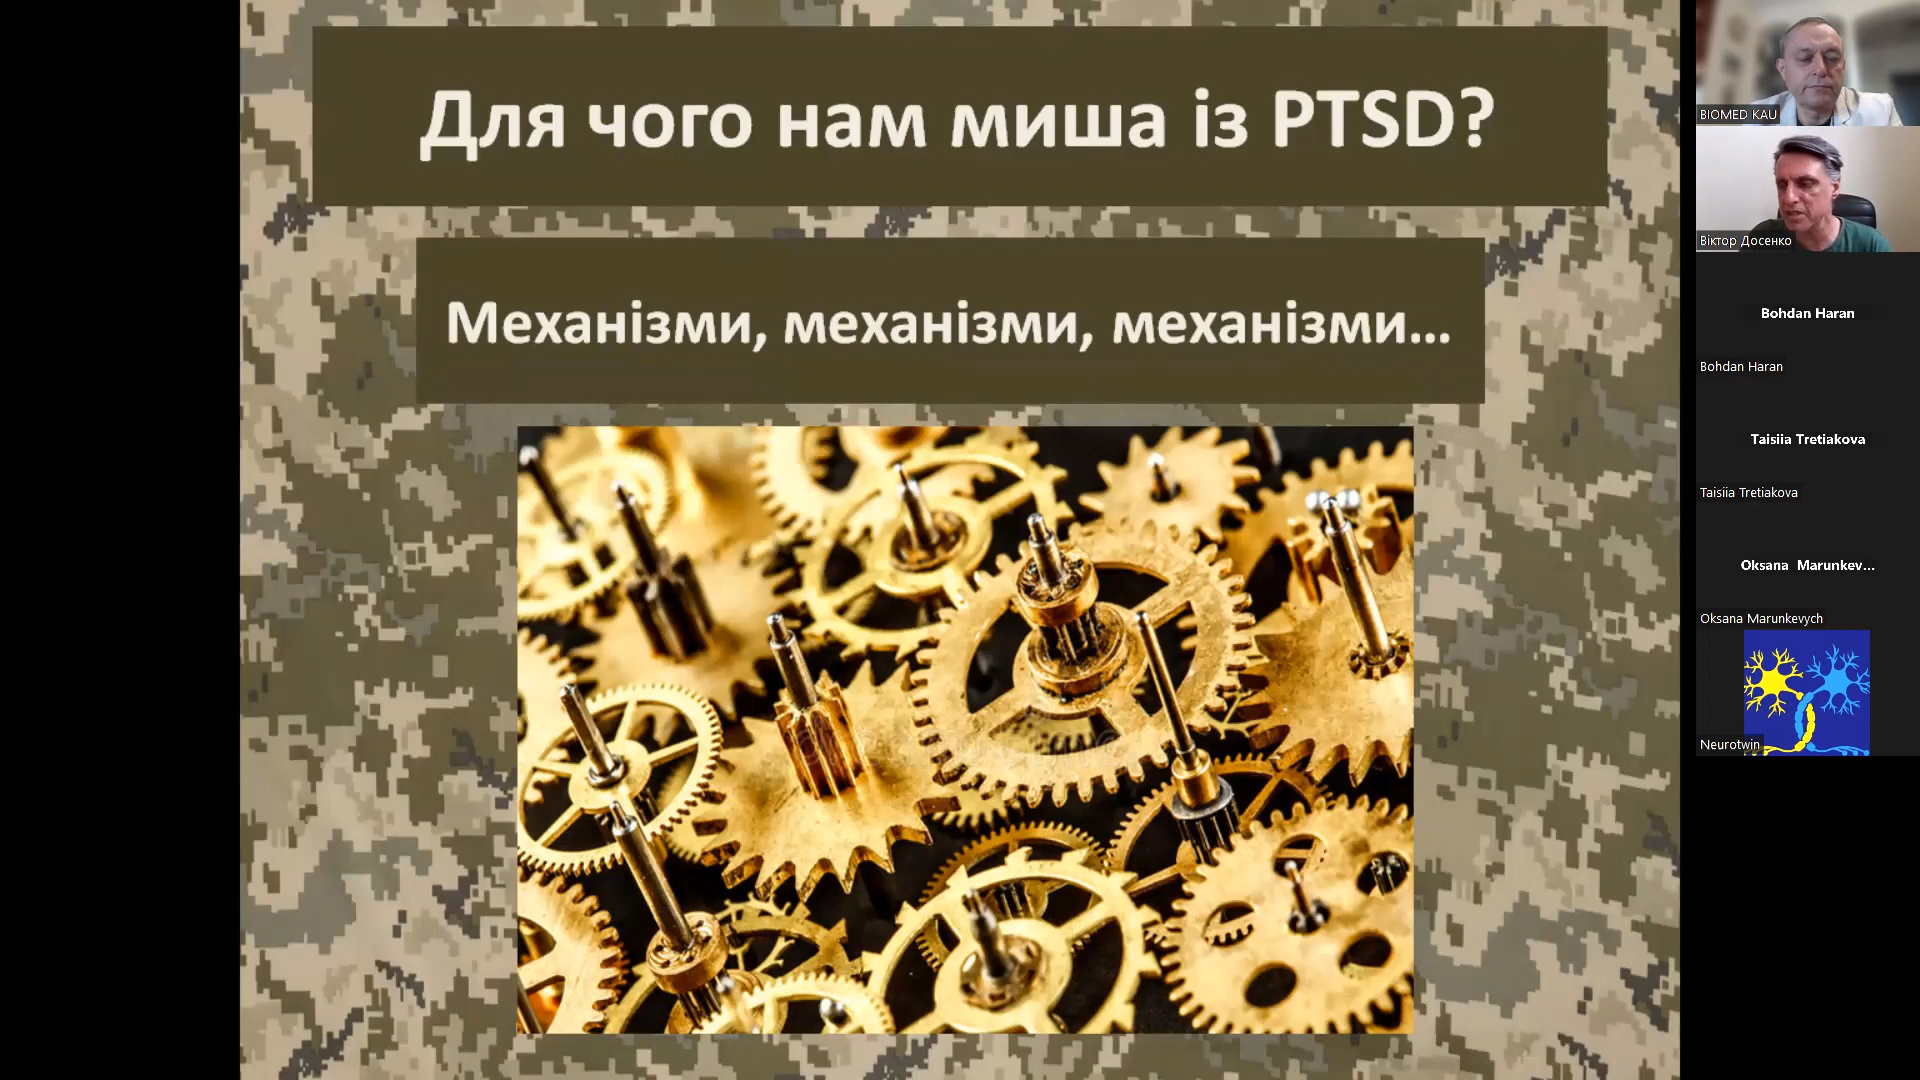 Для чого нам миша із PTSD?
Механізми, механізми, механізми...
BIOMED KAU
Віктор Досенко
Bohdan Haran
Bohdan Haran
Taisiia Tretiakova
Taisiia Tretiakova
Oksana Marunkev...
Oksana Marunkevych
Neurotwin